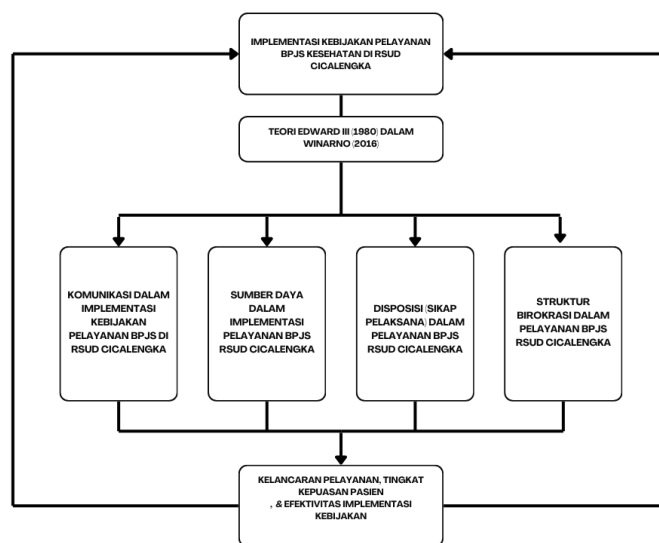 IMPLEMENTASI KEBIJAKAN PELAYANAN
BPJS KESEHATAN DI RSUD
CICALENGKA
TEORI EDWARD III (1980) DALAM
WINARNO (2016)
KOMUNIKASI DALAM
IMPLEMENTASI
KEBIJAKAN
PELAYANAN BPJS DI
RSUD CICALENGKA
SUMBER DAYA
DALAM
IMPLEMENTASI
PELAYANAN BPJS
RSUD CICALENGKA
DISPOSISI (SIKAP
PELAKSANA) DALAM
PELAYANAN BPJS
RSUD CICALENGKA
STRUKTUR
BIROKRASI DALAM
PELAYANAN BPJS
RSUD CICALENGKA
KELANCARAN PELAYANAN, TINGKAT
KEPUASAN PASIEN
, & EFEKTIVITAS IMPLEMENTASI
KEBIJAKAN